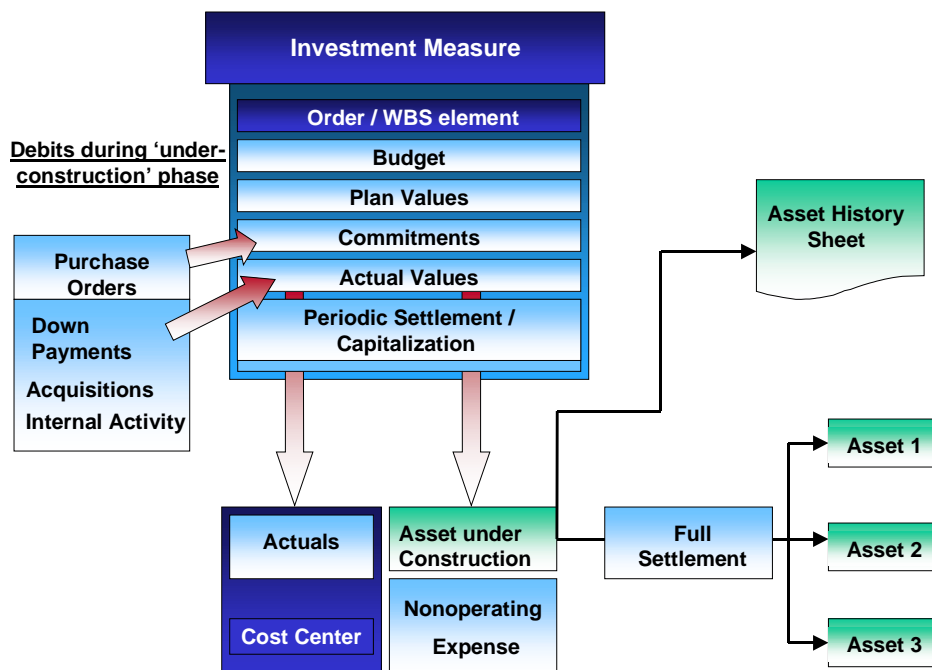 Investment Measure
Order / WBS element
Debits during ‘under-
construction’ phase
Budget
Plan Values
Commitments
Actual Values
Periodic Settlement /
Capitalization
Purchase
Orders
Down
Payments
Acquisitions
Internal Activity
Asset History
Sheet
Actuals
Cost Center
Asset under
Construction
Nonoperating
Expense
Full
Settlement
Asset 1
Asset 2
Asset 3